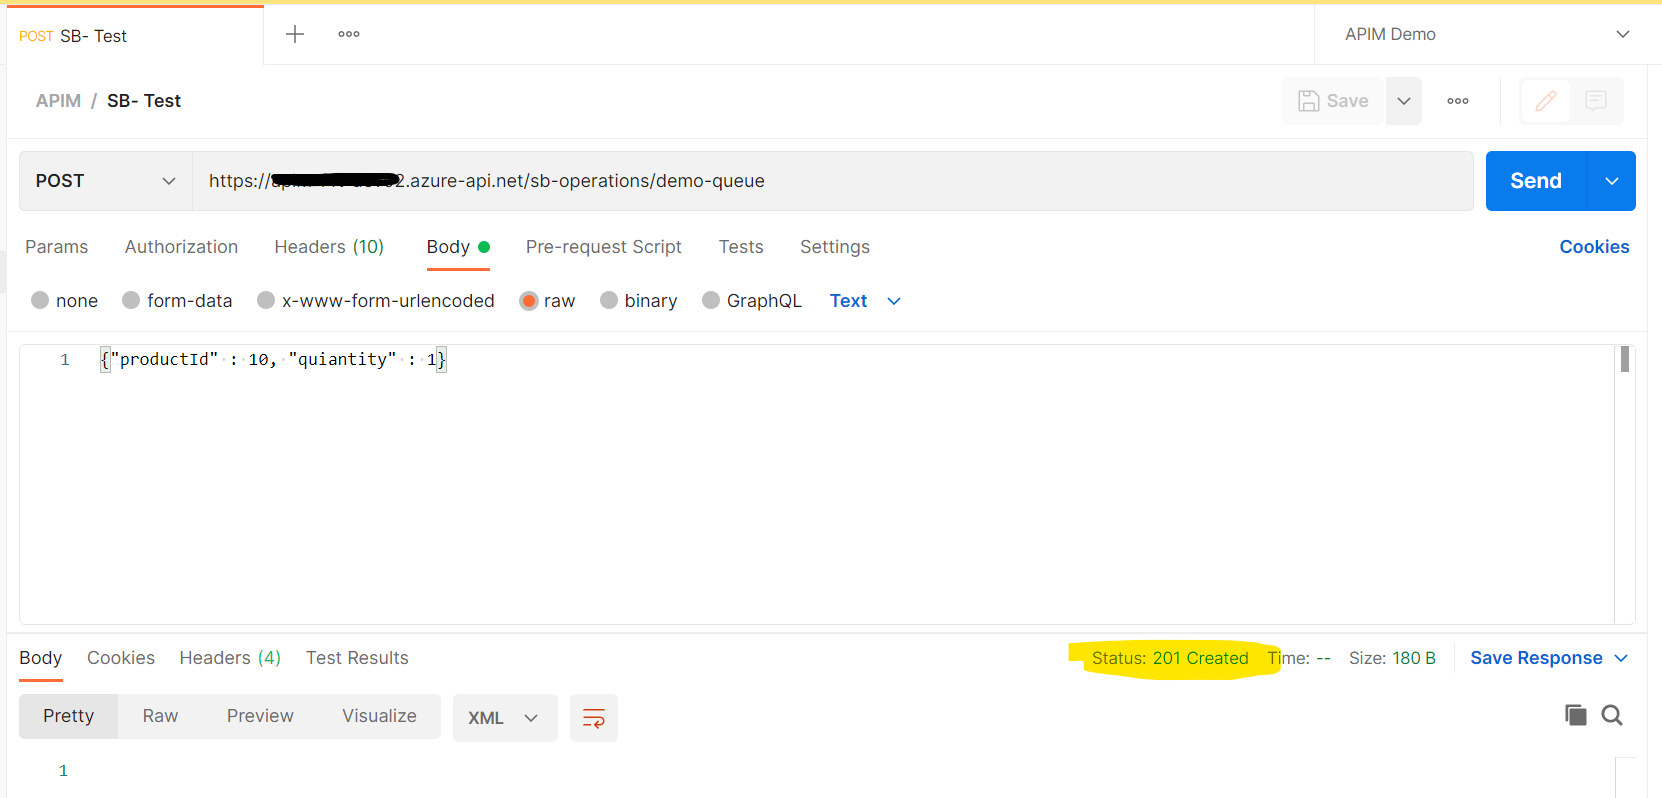 POST SB- Test
APIM Demo
APIM / SB- Test
Save
POST
https:// 2.azure-api.net/sb-operations/demo-queue
Send
Params Authorization Headers (10) Body Pre-request Script Tests Settings Cookies
none form-data x-www-form-urlencoded raw binary GraphQL Text
1 {"productId" : 10, "quiantity" : 1}
Body Cookies Headers (4) Test Results Status: 201 Created Time: -- Size: 180 B Save Response
Pretty Raw Preview Visualize XML
1